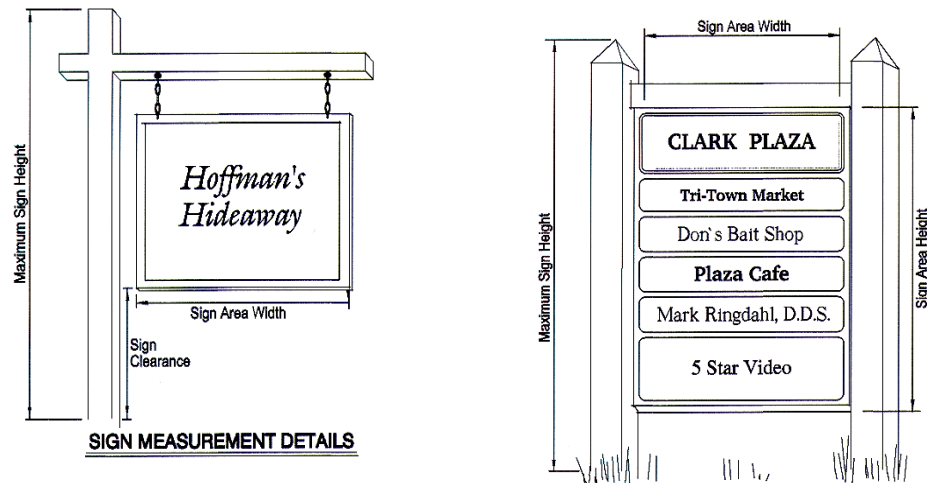 Maximum Sign Height
Hoffman's
Hideaway
Sign Area Width
Sign
Clearance
SIGN MEASUREMENT DETAILS
Sign Area Width
Maximum Sign Height
CLARK PLAZA
Tri-Town Market
Don`s Bait Shop
Plaza Cafe
Mark Ringdahl, D.D.S.
5 Star Video
Sign Area Height